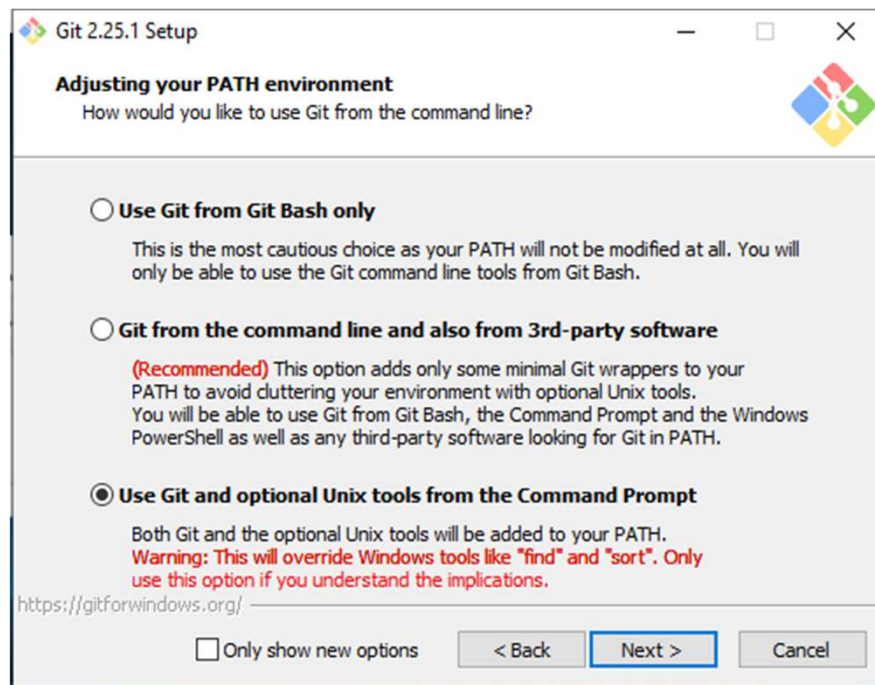 Git 2.25.1 Setup
Adjusting your PATH environment
How would you like to use Git from the command line?
Use Git from Git Bash only
This is the most cautious choice as your PATH will not be modified at all. You will
only be able to use the Git command line tools from Git Bash.
Git from the command line and also from 3rd-party software
(Recommended) This option adds only some minimal Git wrappers to your
PATH to avoid cluttering your environment with optional Unix tools.
You will be able to use Git from Git Bash, the Command Prompt and the Windows
PowerShell as well as any third-party software looking for Git in PATH.
Use Git and optional Unix tools from the Command Prompt
Both Git and the optional Unix tools will be added to your PATH.
Warning: This will override Windows tools like "find" and "sort". Only
use this option if you understand the implications.
https://gitforwindows.org/
Only show new options < Back Next > Cancel